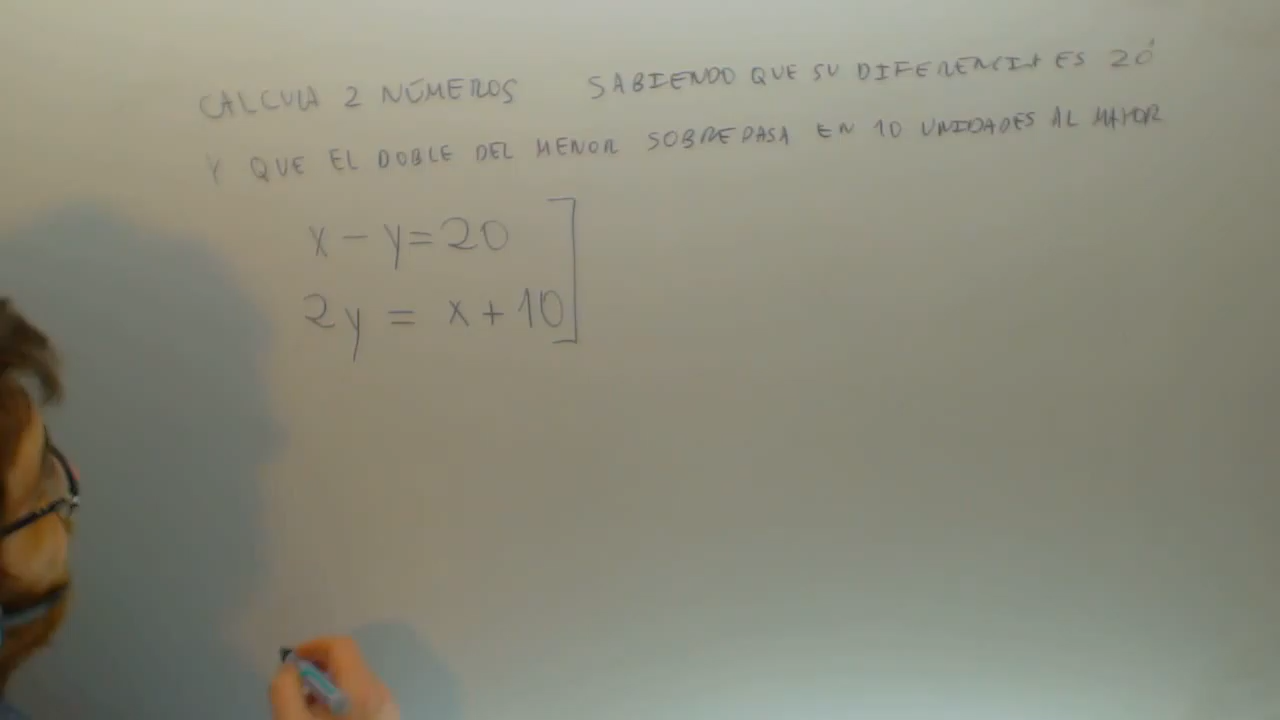 CALCULA 2 NÚMEROS SABIENDO QUE SU DIFERENCIA ES 20
Y QUE EL DOBLE DEL MENOR SOBREPASA EN 10 UNIDADES AL MAYOR
x - y = 20
2y = x + 10